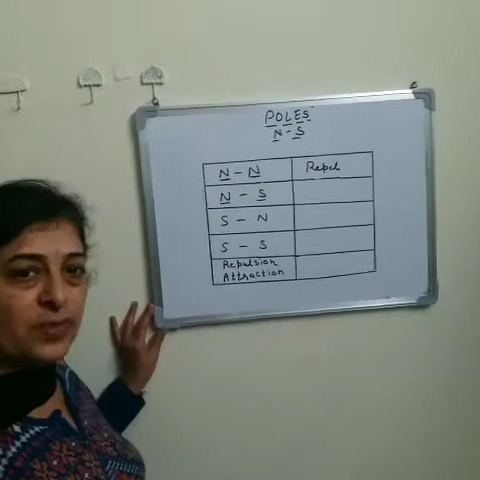 POLES
N-S
N - N Repel
N - S
S - N
S - S
Repulsion
Attraction